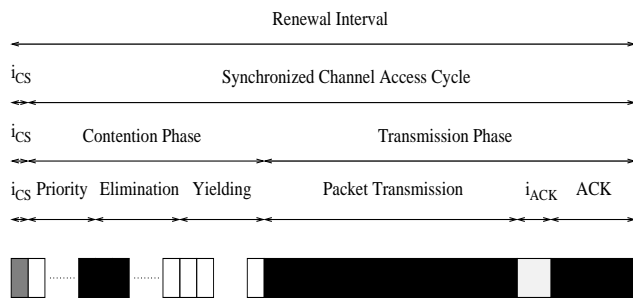 Renewal Interval
iCS Synchronized Channel Access Cycle
iCS Contention Phase Transmission Phase
iCS Priority Elimination Yielding Packet Transmission iACK ACK